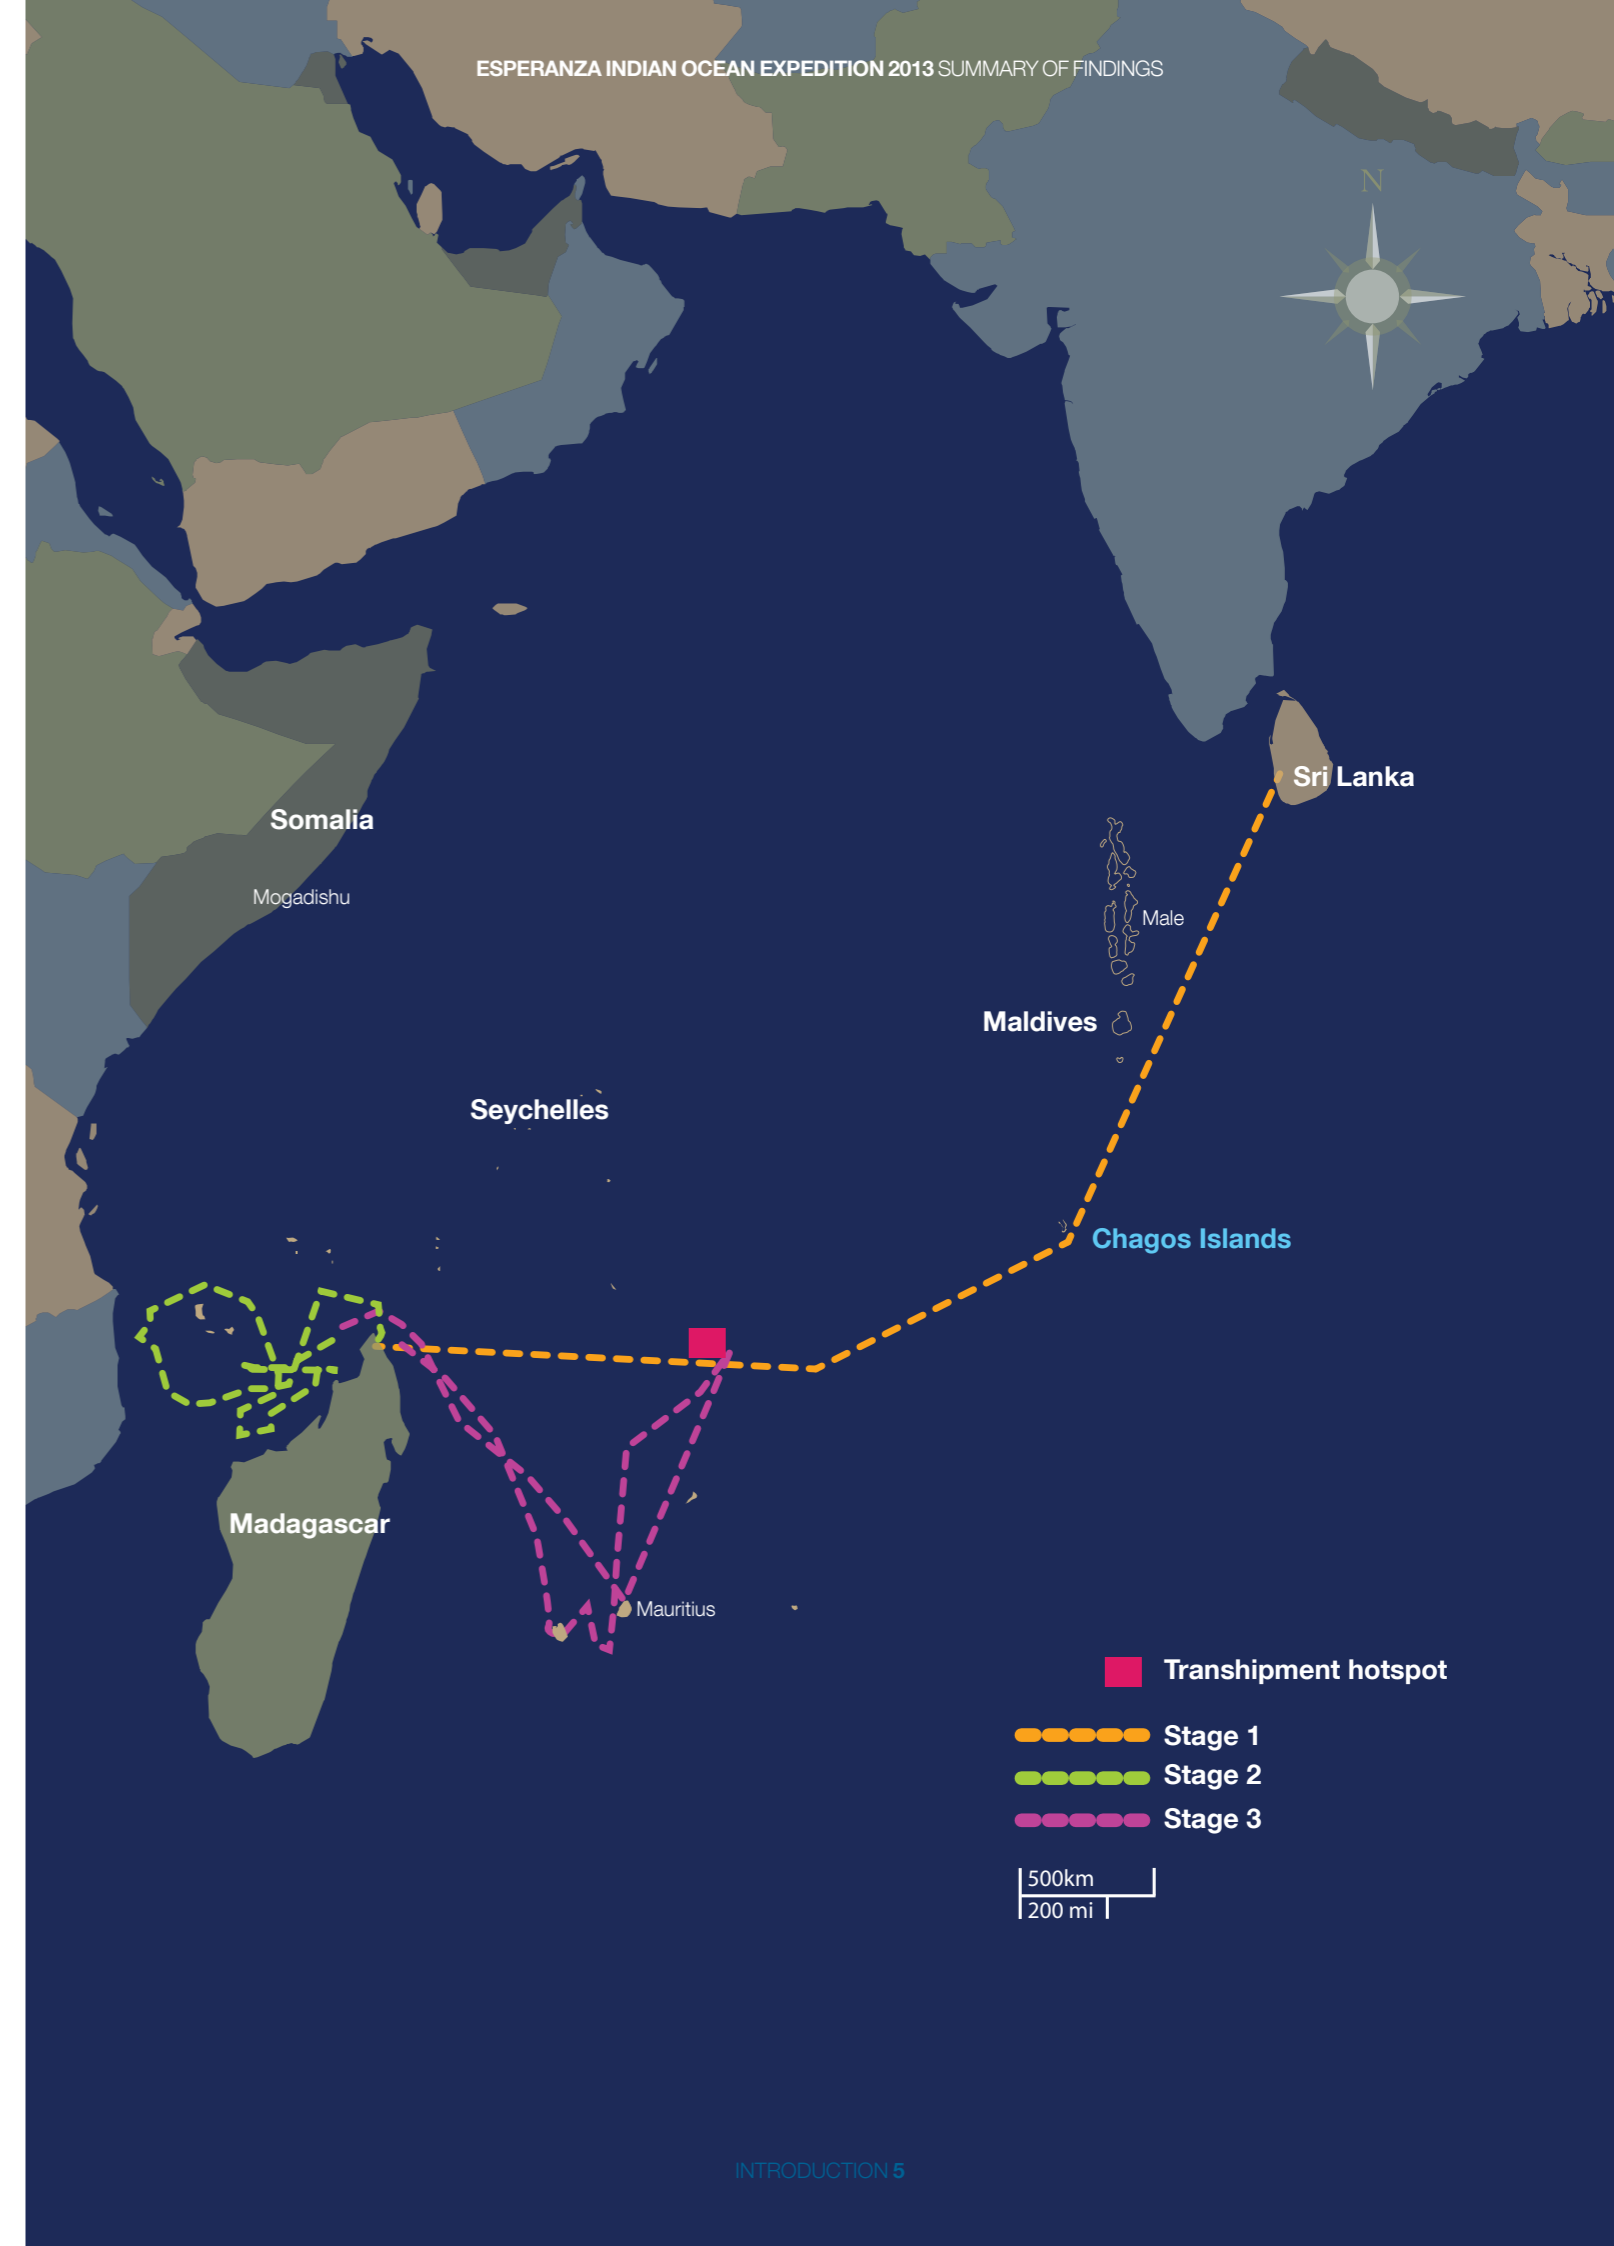 ESPERANZA INDIAN OCEAN EXPEDITION 2013 SUMMARY OF FINDINGS
N
Sri Lanka
Somalia
Mogadishu
Male
Maldives
Seychelles
Chagos Islands
Madagascar
Mauritius
Transhipment hotspot
Stage 1
Stage 2
Stage 3
500km
200 mi
INTRODUCTION 5